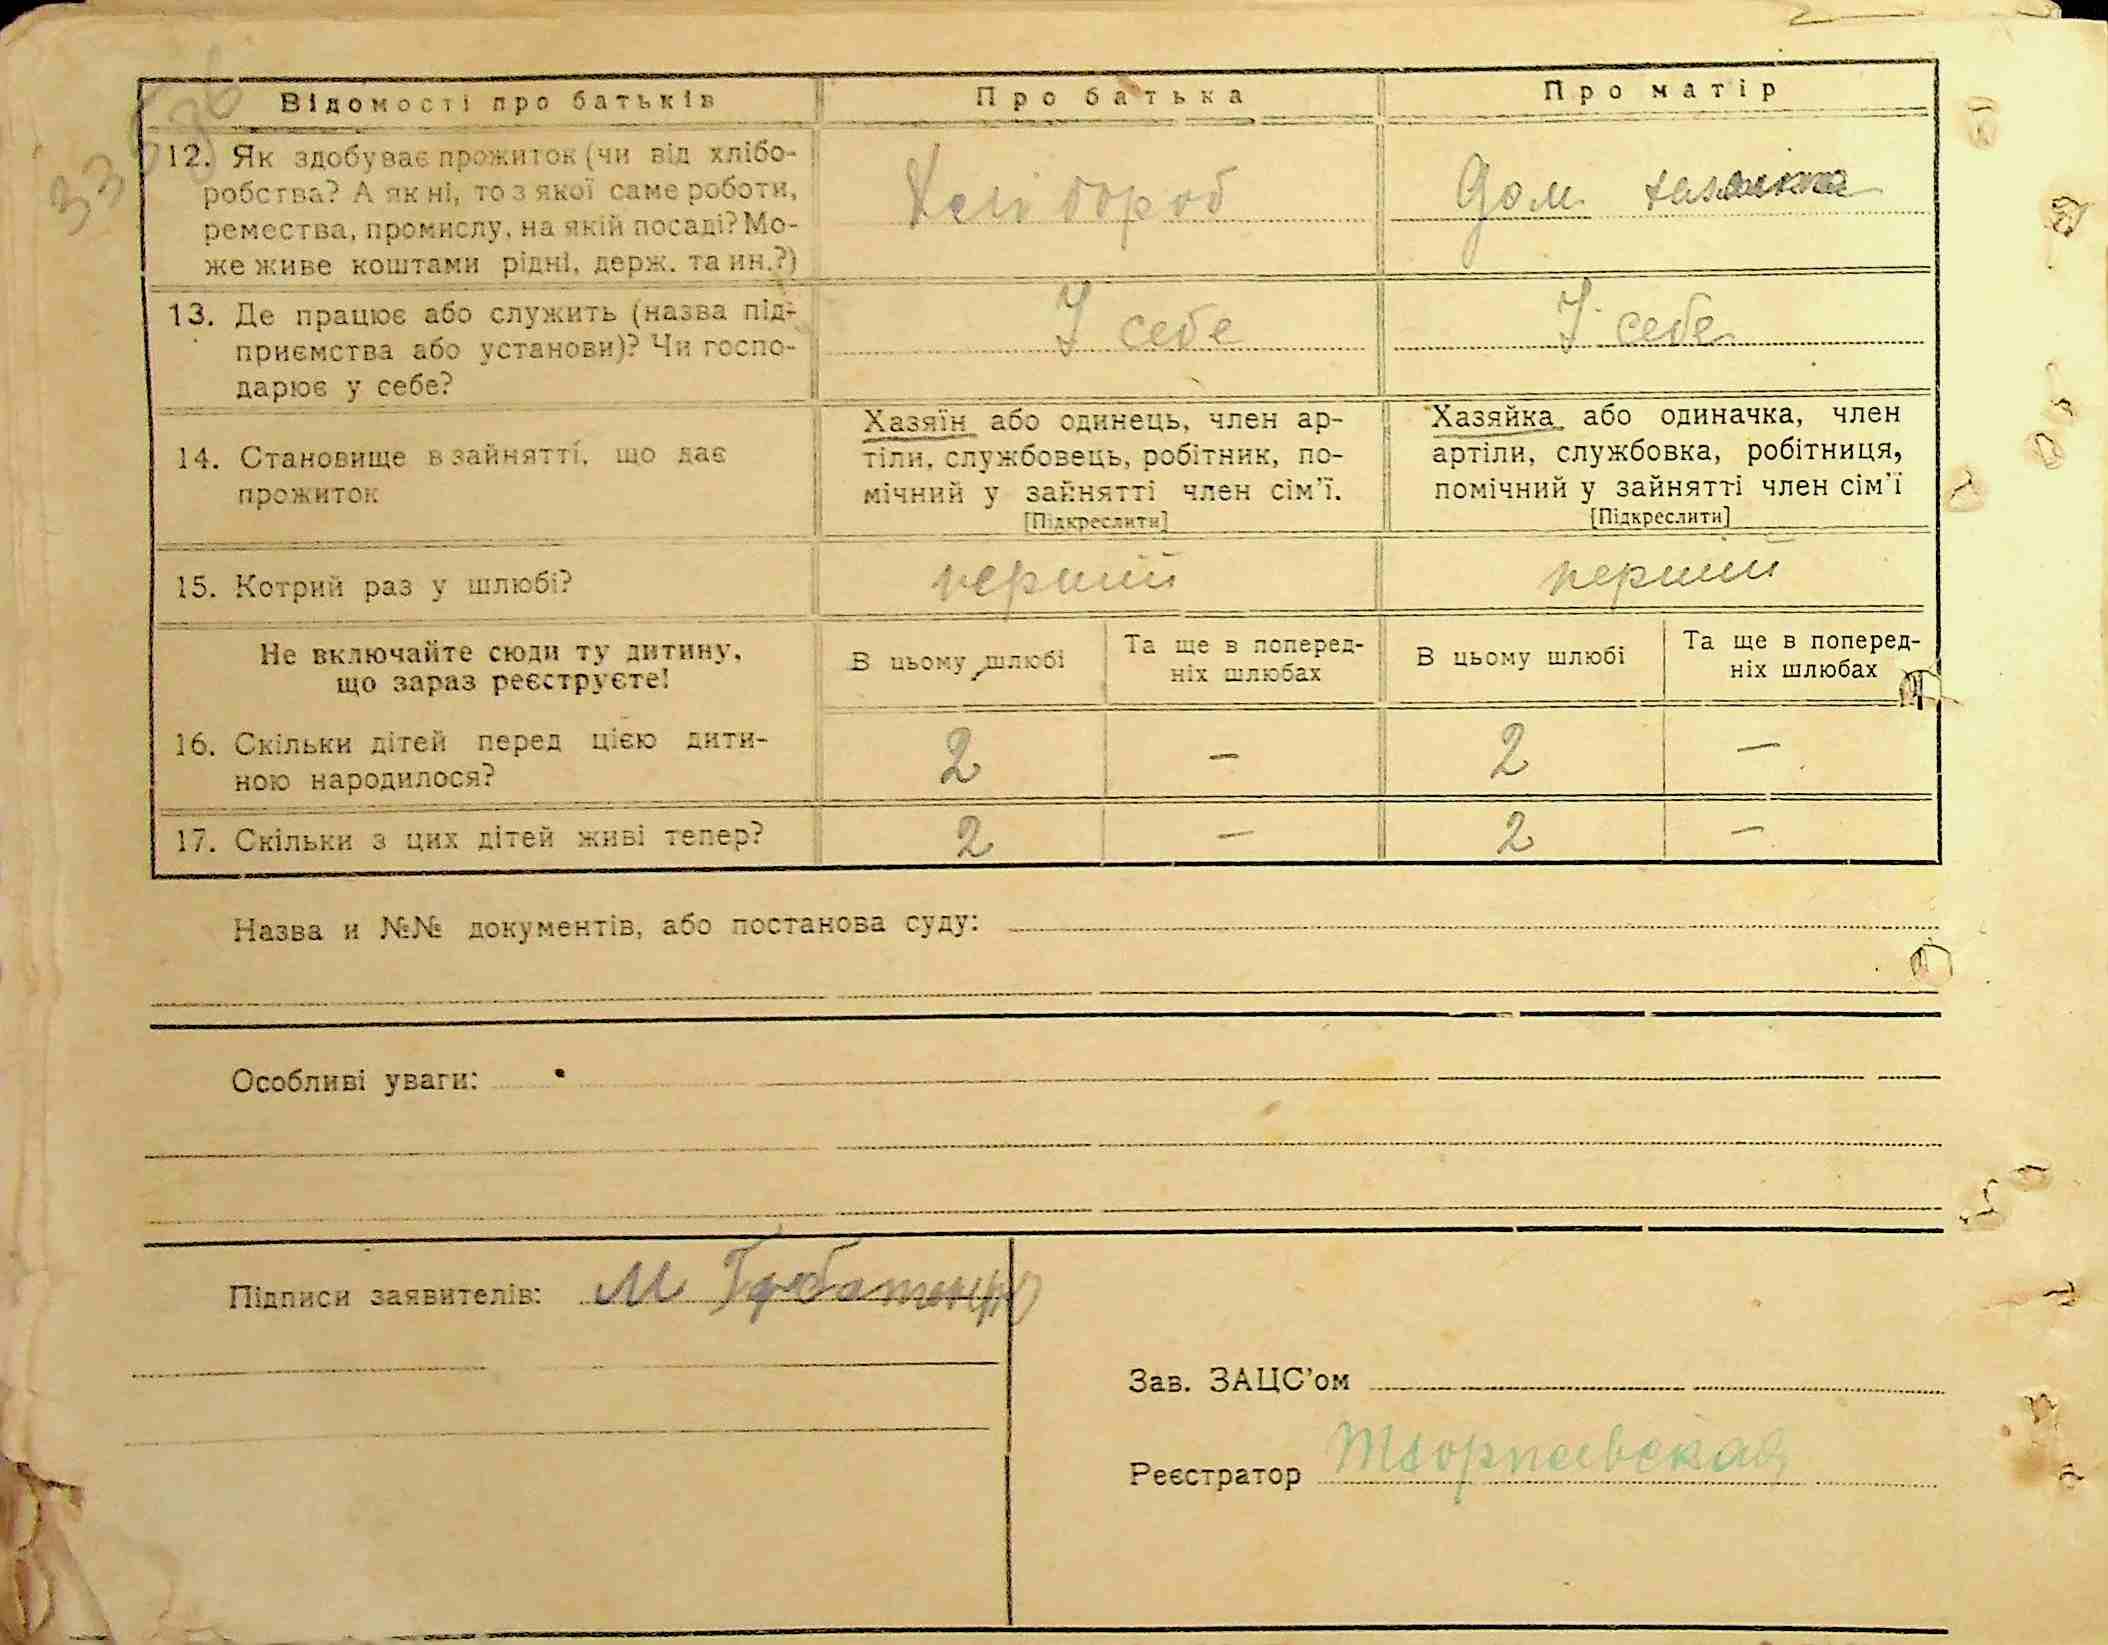 Відомості про батьків
Про батька
Про матір
12. Як здобуває прожиток (чи від хлібо-
робства? А як ні, то з якої саме роботи,
ремества, промислу, на якій посаді? Мо-
же живе коштами рідні, держ. та ин.?)
Хлібороб
Дом хазяйка
13. Де працює або служить (назва під-
приємства або установи)? Чи госпо-
дарює у себе?
У себе
У себе
14. Становище в зайнятті, що дає
прожиток
Хазяїн або одинець, член ар-
тіли, службовець, робітник, по-
мічний у зайнятті член сім'ї.
[Підкреслити]
Хазяйка або одиначка, член
артіли, службовка, робітниця,
помічний у зайнятті член сім'ї
[Підкреслити]
15. Котрий раз у шлюбі?
перший
перший
Не включайте сюди ту дитину,
що зараз реєструєте!
В цьому шлюбі
Та ще в поперед-
ніх шлюбах
В цьому шлюбі
Та ще в поперед-
ніх шлюбах
16. Скільки дітей перед цією дити-
ною народилося?
2 – 2 –
17. Скільки з цих дітей живі тепер?
2 – 2 –
Назва и №№ документів, або постанова суду:
Особливі уваги:
Підписи заявителів: М
Зав. ЗАЦС'ом
Реєстратор